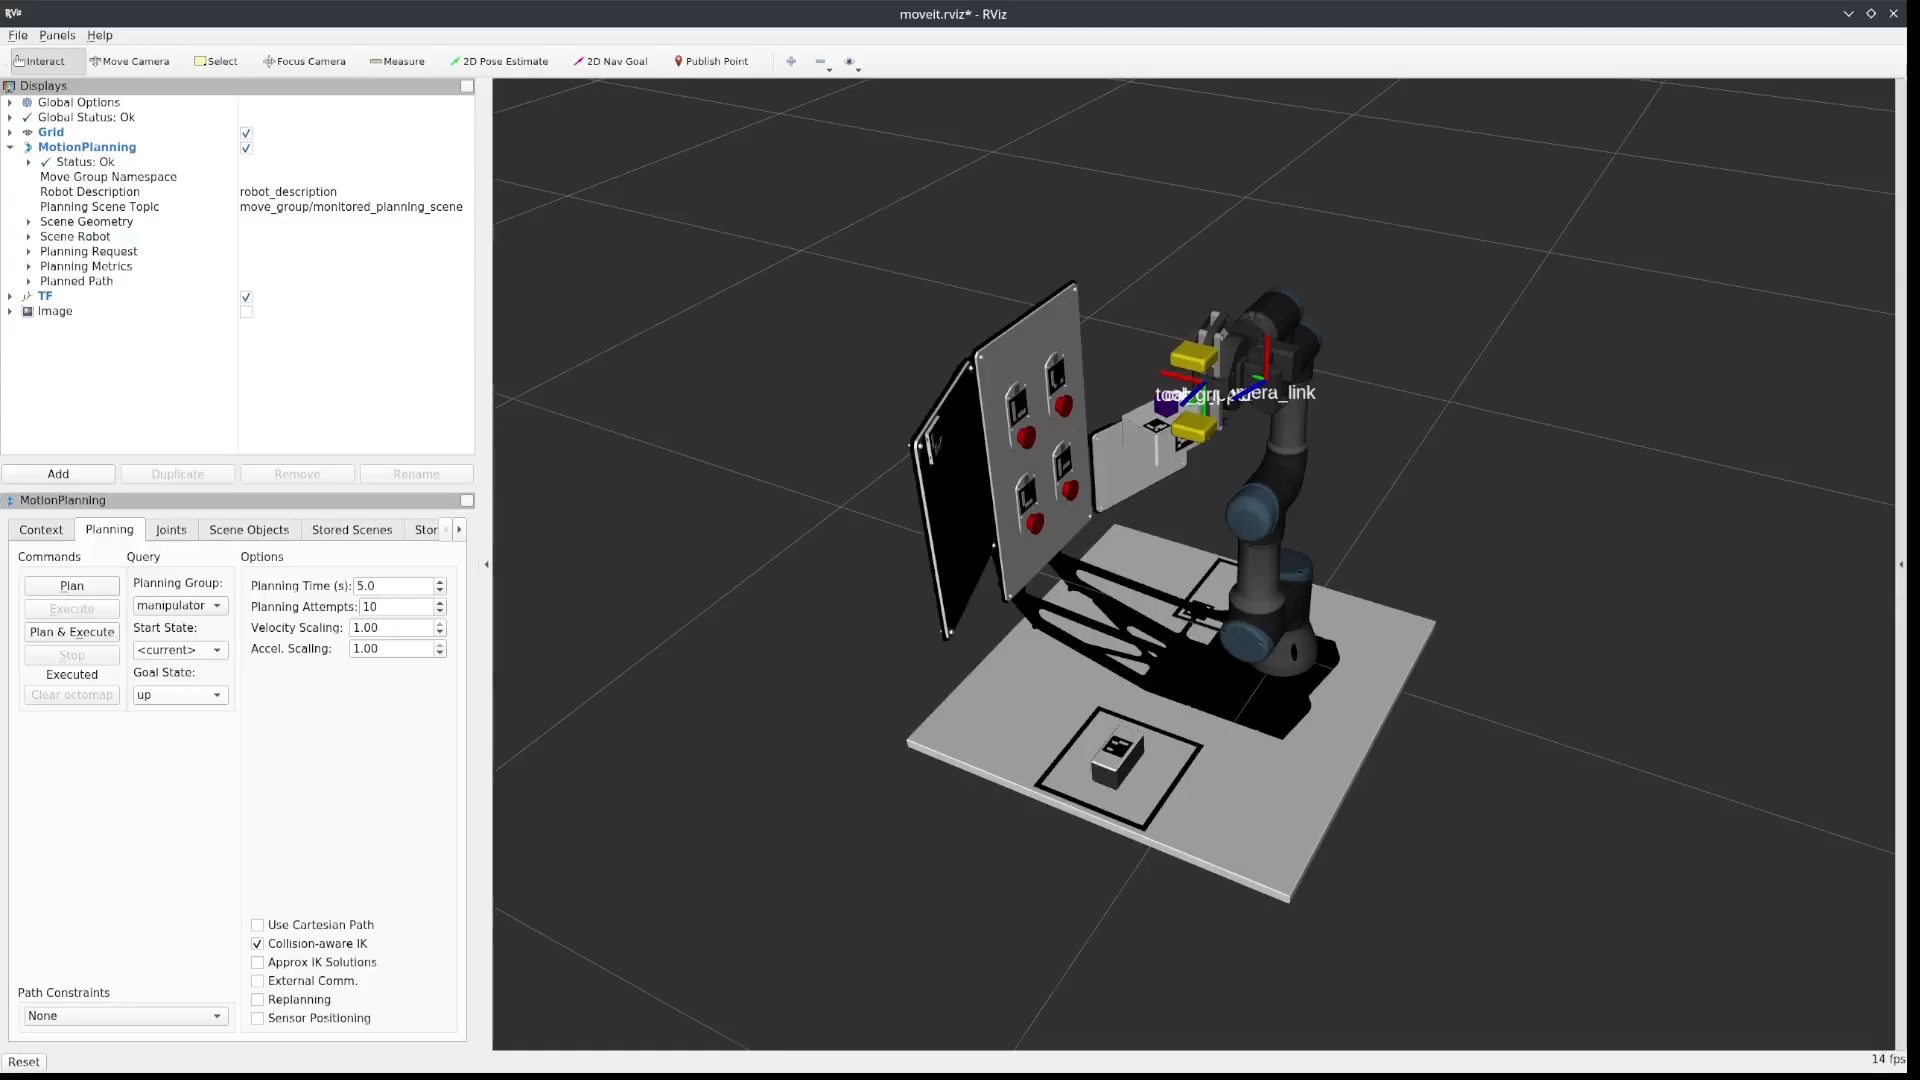 RViz
moveit.rviz* - RViz
File Panels Help
Interact Move Camera Select Focus Camera Measure 2D Pose Estimate 2D Nav Goal Publish Point
Displays
Global Options
Global Status: Ok
Grid
MotionPlanning
Status: Ok
Move Group Namespace
Robot Description robot_description
Planning Scene Topic move_group/monitored_planning_scene
Scene Geometry
Scene Robot
Planning Request
Planning Metrics
Planned Path
TF
Image
Add Duplicate Remove Rename
MotionPlanning
Context Planning Joints Scene Objects Stored Scenes Stor
Commands Query Options
Plan Planning Group: Planning Time (s): 5.0
Execute manipulator Planning Attempts: 10
Plan & Execute Start State: Velocity Scaling: 1.00
Stop <current> Accel. Scaling: 1.00
Executed Goal State:
Clear octomap up
Use Cartesian Path
Collision-aware IK
Approx IK Solutions
External Comm.
Replanning
Sensor Positioning
Path Constraints
None
Reset
14 fps